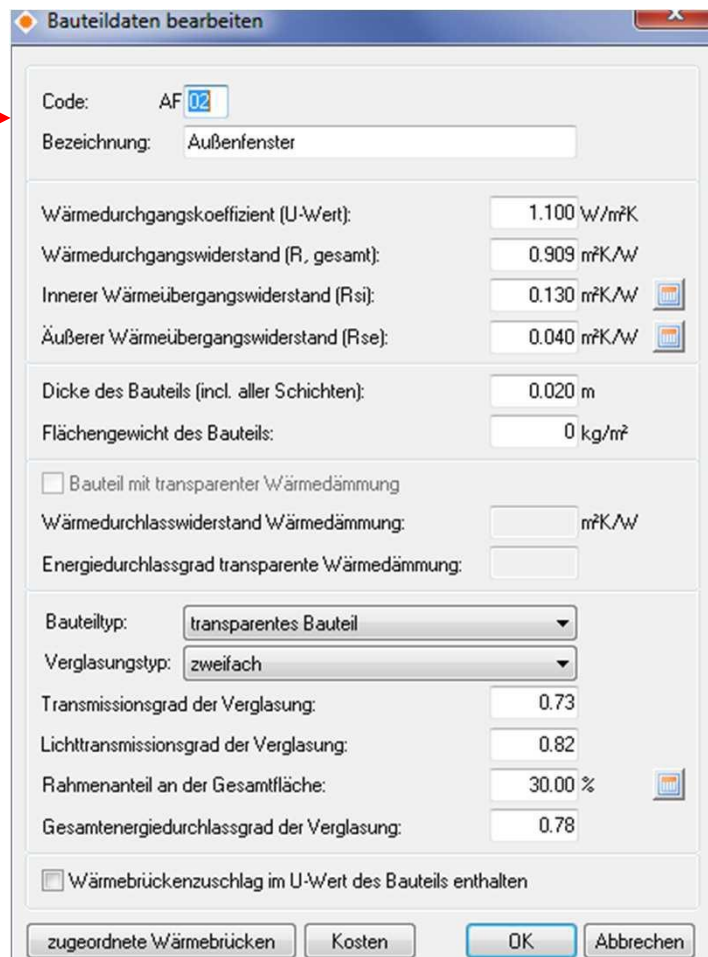 Bauteildaten bearbeiten
Code: AF 02
Bezeichnung: Außenfenster
Wärmedurchgangskoeffizient (U-Wert): 1.100 W/m²K
Wärmedurchgangswiderstand (R, gesamt): 0.909 m²K/W
Innerer Wärmeübergangswiderstand (Rsi): 0.130 m²K/W
Äußerer Wärmeübergangswiderstand (Rse): 0.040 m²K/W
Dicke des Bauteils (incl. aller Schichten): 0.020 m
Flächengewicht des Bauteils: 0 kg/m²
Bauteil mit transparenter Wärmedämmung
Wärmedurchlasswiderstand Wärmedämmung: m²K/W
Energiedurchlassgrad transparente Wärmedämmung:
Bauteiltyp: transparentes Bauteil
Verglasungstyp: zweifach
Transmissionsgrad der Verglasung: 0.73
Lichttransmissionsgrad der Verglasung: 0.82
Rahmenanteil an der Gesamtfläche: 30.00 %
Gesamtenergiedurchlassgrad der Verglasung: 0.78
Wärmebrückenzuschlag im U-Wert des Bauteils enthalten
zugeordnete Wärmebrücken Kosten OK Abbrechen